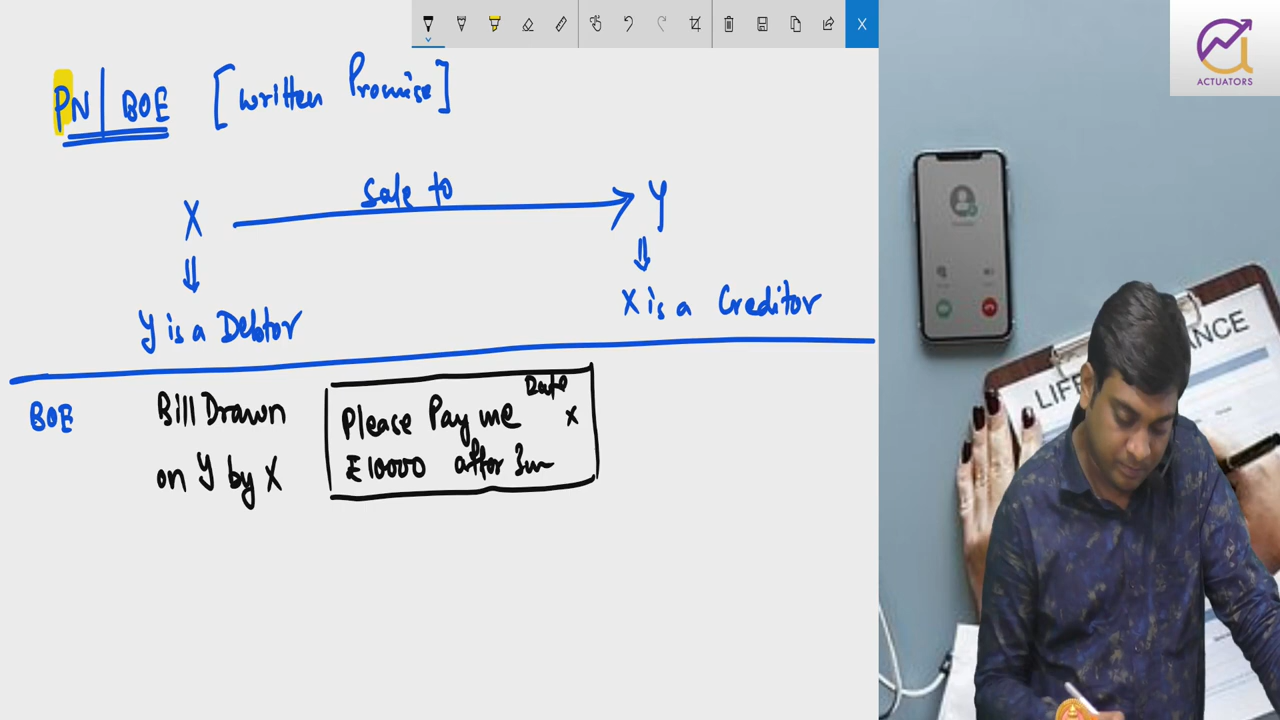 ACTUATORS
PN | BOE [written Promise]
Sale to
X Y
⇓ ⇓
Y is a Debtor
X is a Creditor
BOE
Bill Drawn
on Y by X
Date
Please Pay me X
£10000 after 3m
LIFE
ANCE
X